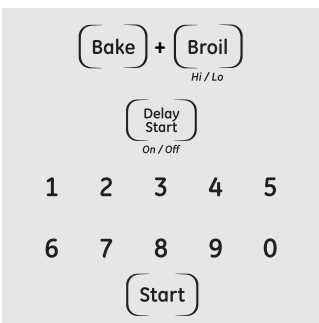 Bake + Broil
Hi / Lo
Delay
Start
On / Off
1 2 3 4 5
6 7 8 9 0
Start